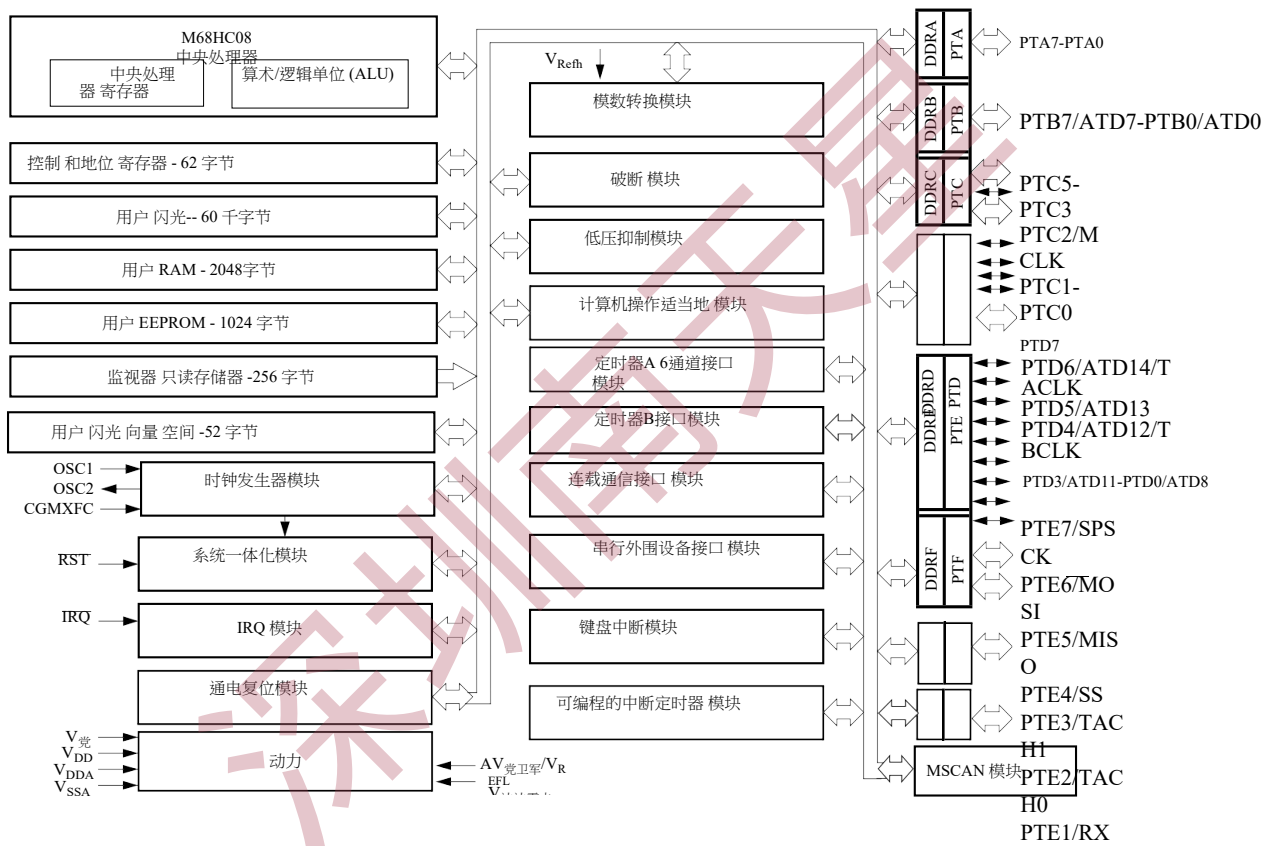 M68HC08
中央处理器
中央处理
器 寄存器
算术/逻辑单位 (ALU)
控制 和地位 寄存器 - 62 字节
用户 闪光-- 60 千字节
用户 RAM - 2048字节
用户 EEPROM - 1024 字节
监视器 只读存储器 -256 字节
用户 闪光 向量 空间 -52 字节
OSC1
OSC2
CGMXFC
时钟发生器模块
RST
系统一体化模块
IRQ
IRQ 模块
通电复位模块
V党
VDD
VDDA
VSSA
动力
AV党卫军/VR
EFL
VRefh
模数转换模块
破断 模块
低压抑制模块
计算机操作适当地 模块
定时器A 6通道接口
模块
定时器B接口模块
连载通信接口 模块
串行外围设备接口 模块
键盘中断模块
可编程的中断定时器 模块
DDRA
PTA
DDRB
PTB
DDRC
PTC
DDRD
PTD
DDRE
PTE
DDRF
PTF
MSCAN 模块
PTA7-PTA0
PTB7/ATD7-PTB0/ATD0
PTC5-
PTC3
PTC2/M
CLK
PTC1-
PTC0
PTD7
PTD6/ATD14/T
ACLK
PTD5/ATD13
PTD4/ATD12/T
BCLK
PTD3/ATD11-PTD0/ATD8
PTE7/SPS
CK
PTE6/MO
SI
PTE5/MIS
O
PTE4/SS
PTE3/TAC
H1
PTE2/TAC
H0
PTE1/RX
深圳南天星